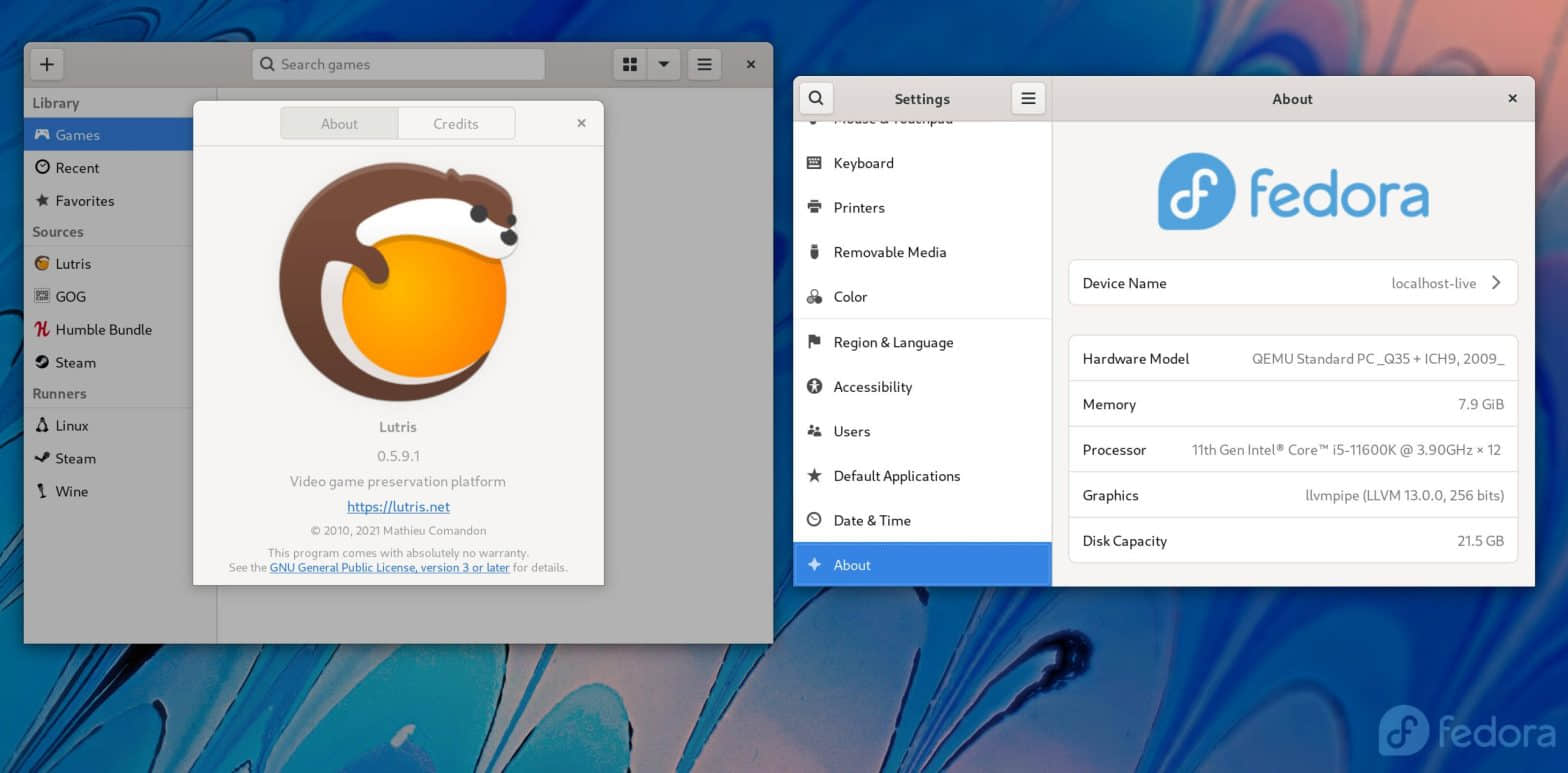 Search games
Library
Games
Recent
Favorites
Sources
Lutris
GOG
Humble Bundle
Steam
Runners
Linux
Steam
Wine
About
Credits
Lutris
0.5.9.1
Video game preservation platform
https://lutris.net
© 2010, 2021 Mathieu Comandon
This program comes with absolutely no warranty.
See the GNU General Public License, version 3 or later for details.
Settings
About
Mouse & Touchpad
Keyboard
Printers
Removable Media
Color
Region & Language
Accessibility
Users
Default Applications
Date & Time
About
fedora
Device Name localhost-live
Hardware Model QEMU Standard PC _Q35 + ICH9, 2009_
Memory 7.9 GiB
Processor 11th Gen Intel® Core™ i5-11600K @ 3.90GHz × 12
Graphics llvmpipe (LLVM 13.0.0, 256 bits)
Disk Capacity 21.5 GB
fedora